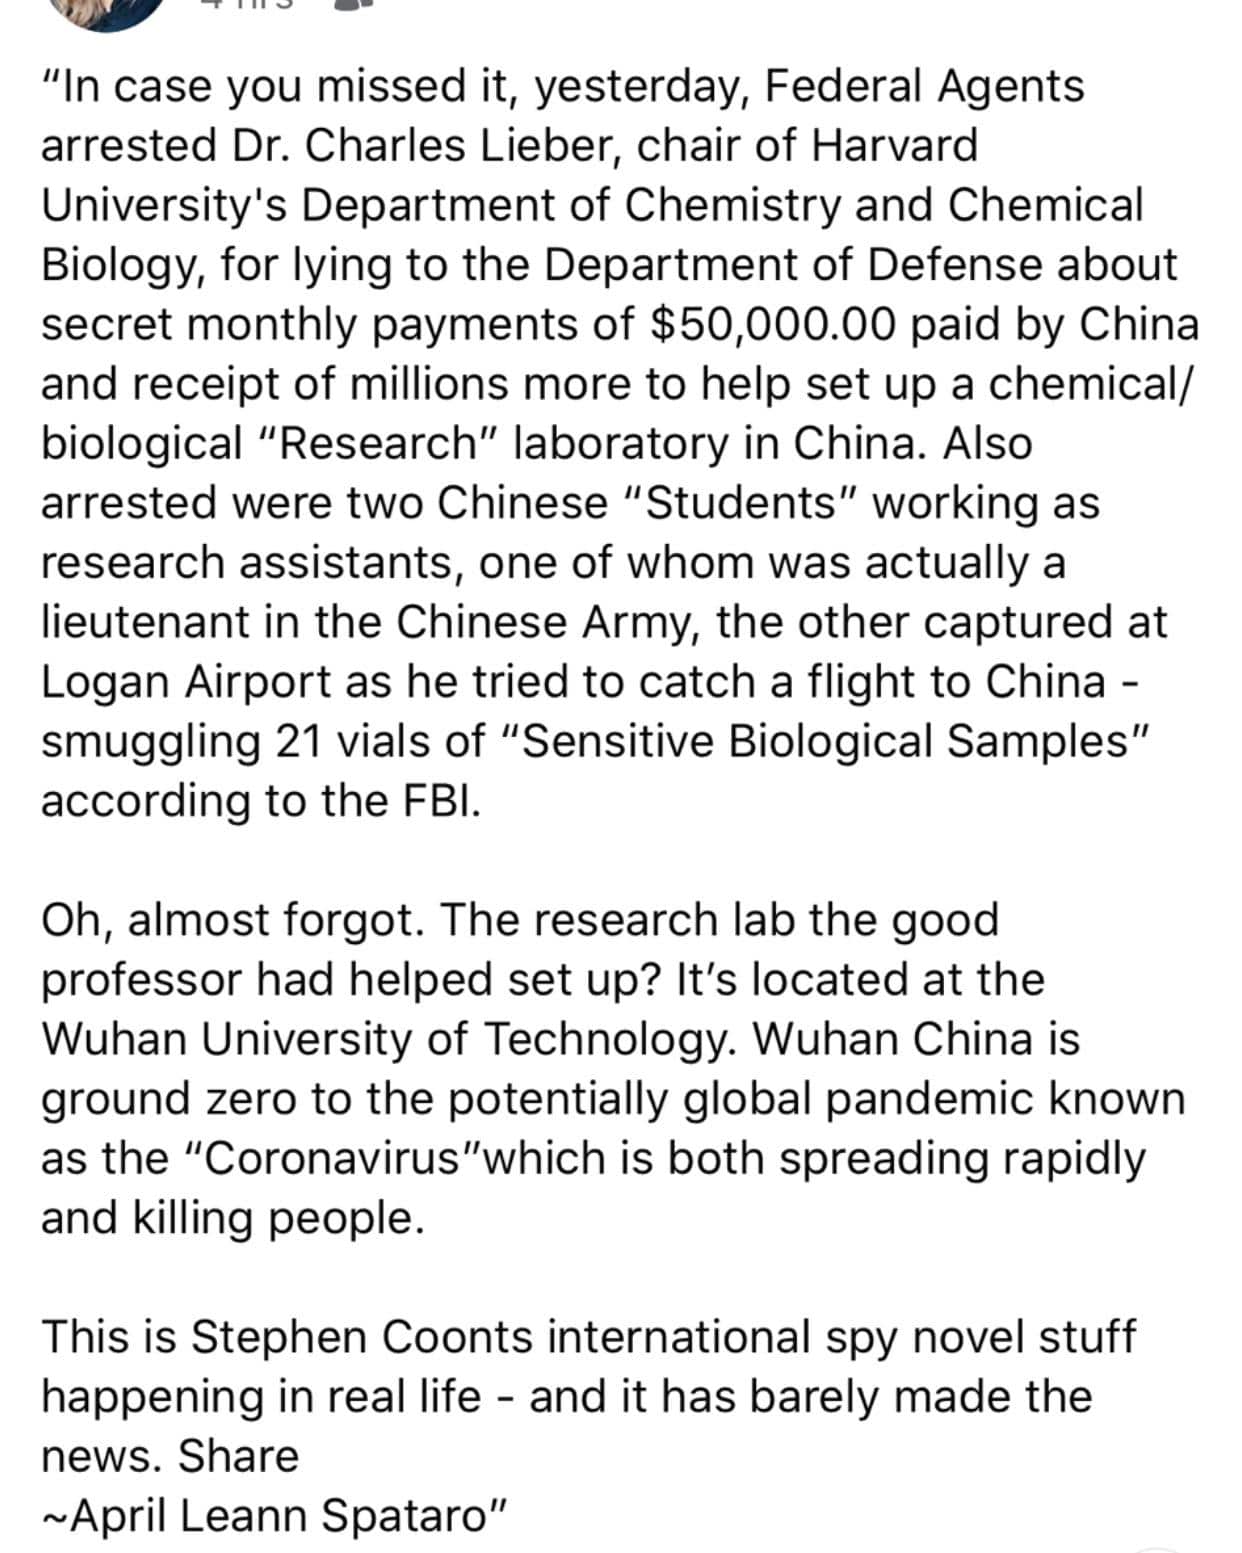 4 hrs
“In case you missed it, yesterday, Federal Agents
arrested Dr. Charles Lieber, chair of Harvard
University's Department of Chemistry and Chemical
Biology, for lying to the Department of Defense about
secret monthly payments of $50,000.00 paid by China
and receipt of millions more to help set up a chemical/
biological “Research” laboratory in China. Also
arrested were two Chinese “Students” working as
research assistants, one of whom was actually a
lieutenant in the Chinese Army, the other captured at
Logan Airport as he tried to catch a flight to China -
smuggling 21 vials of “Sensitive Biological Samples”
according to the FBI.
Oh, almost forgot. The research lab the good
professor had helped set up? It’s located at the
Wuhan University of Technology. Wuhan China is
ground zero to the potentially global pandemic known
as the “Coronavirus”which is both spreading rapidly
and killing people.
This is Stephen Coonts international spy novel stuff
happening in real life - and it has barely made the
news. Share
~April Leann Spataro”